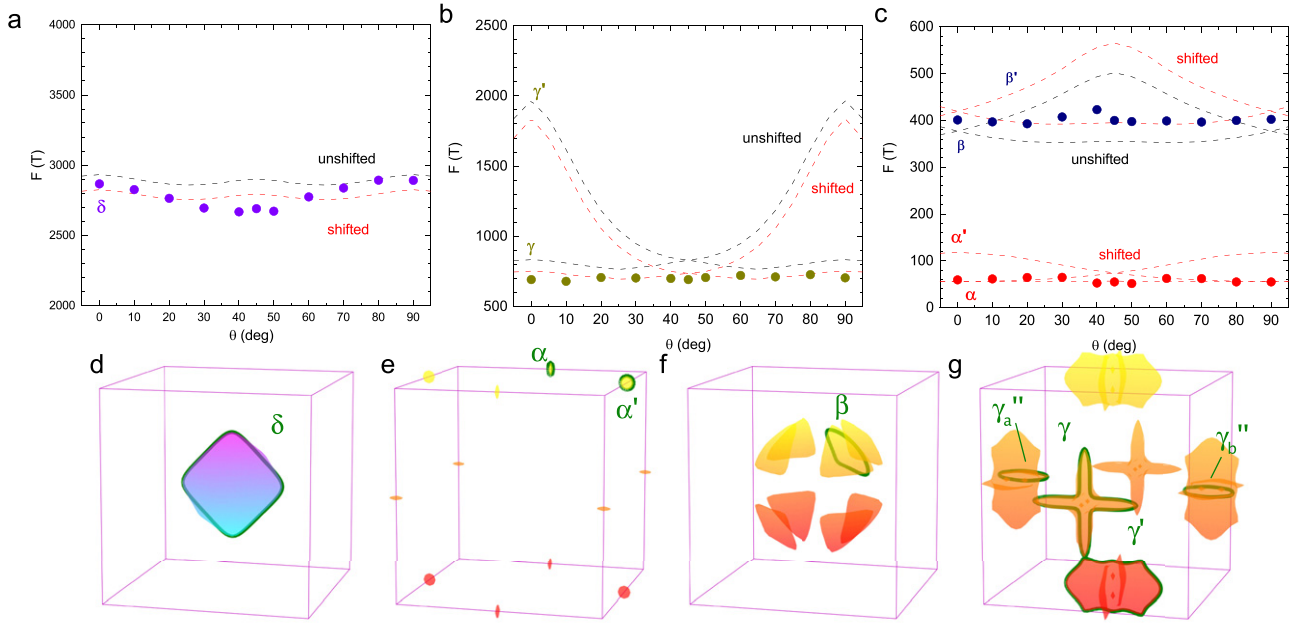 a
4000
3500
3000
2500
2000
F (T)
unshifted
shifted
δ
0 10 20 30 40 50 60 70 80 90
θ (deg)
b
2500
2000
1500
1000
500
F (T)
γ'
γ
unshifted
shifted
0 10 20 30 40 50 60 70 80 90
θ (deg)
c
600
500
400
300
200
100
0
F (T)
β'
shifted
β
unshifted
α'
shifted
α
0 10 20 30 40 50 60 70 80 90
θ (deg)
d
δ
e
α
α'
f
β
g
γa''
γ
γb''
γ'